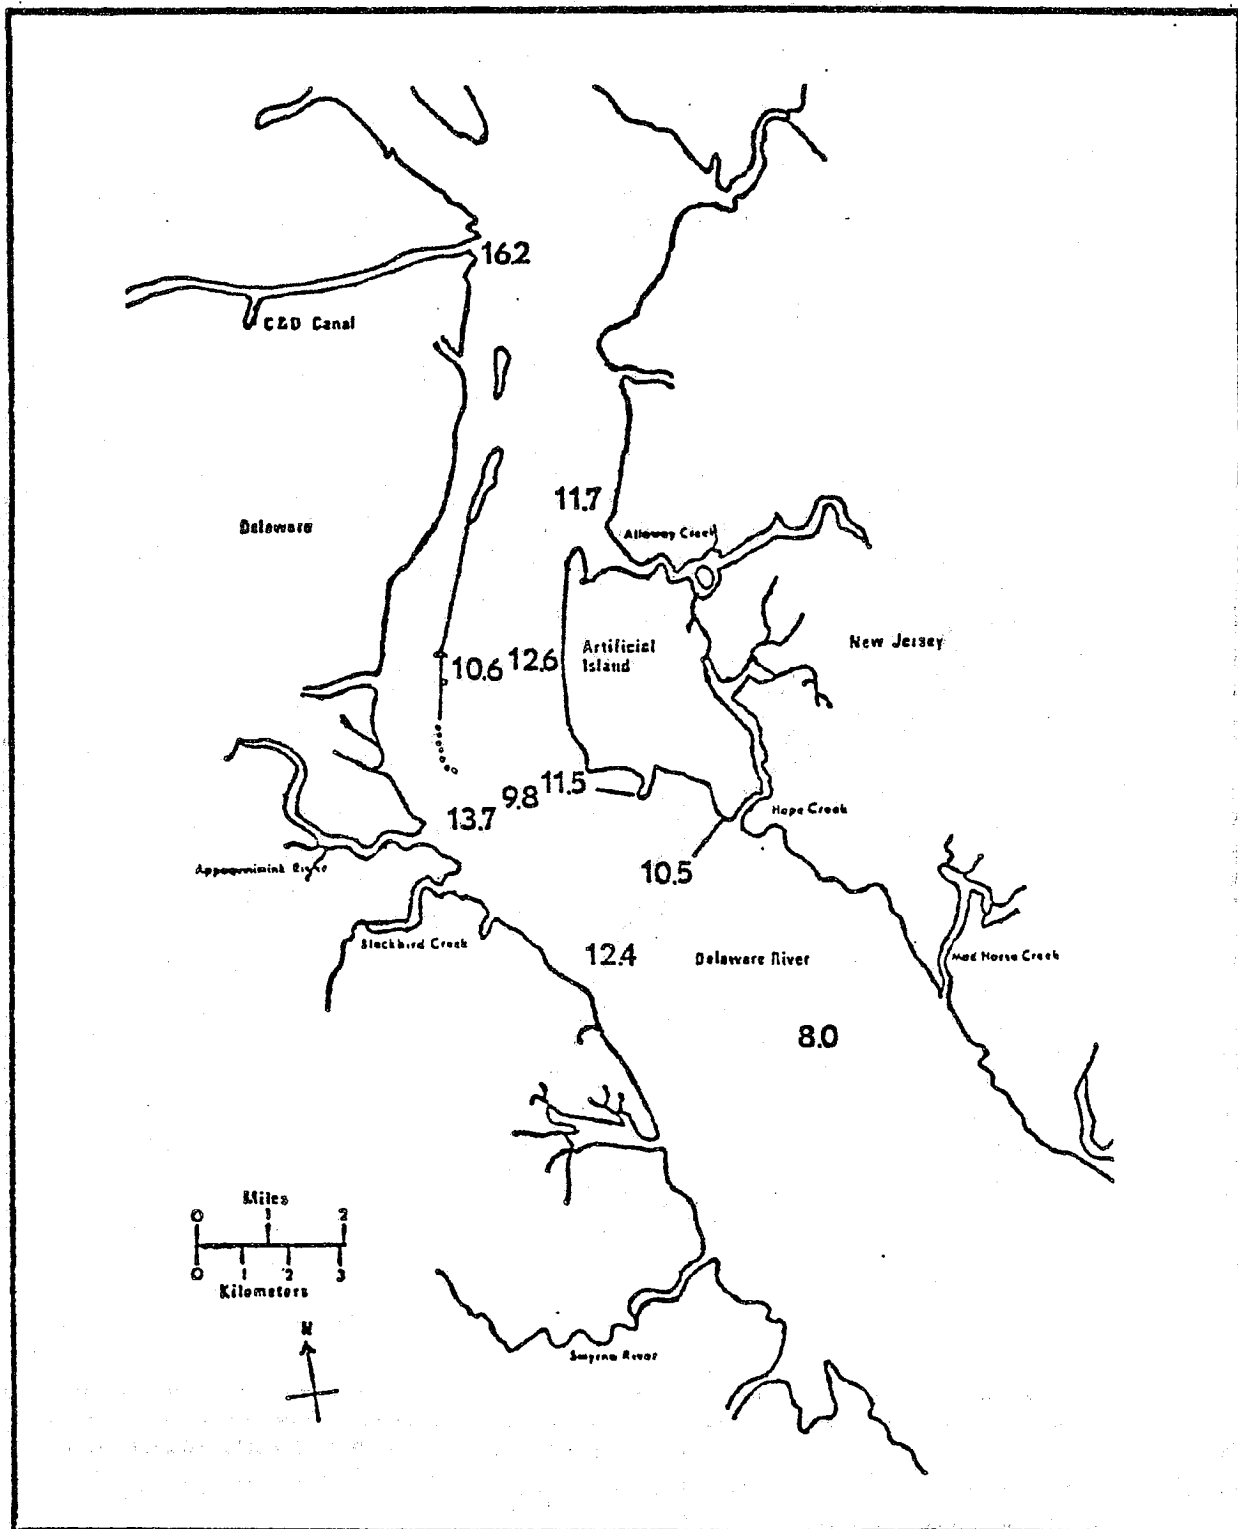 16.2
C&D Canal
11.7
Delaware
Alloway Creek
10.6
12.6
Artificial
Island
New Jersey
9.8
11.5
13.7
Hope Creek
10.5
Appoquinimink River
Blackbird Creek
12.4
Delaware River
Mad Horse Creek
8.0
Miles
0 1 2
0 1 2 3
Kilometers
N
Smyrna River